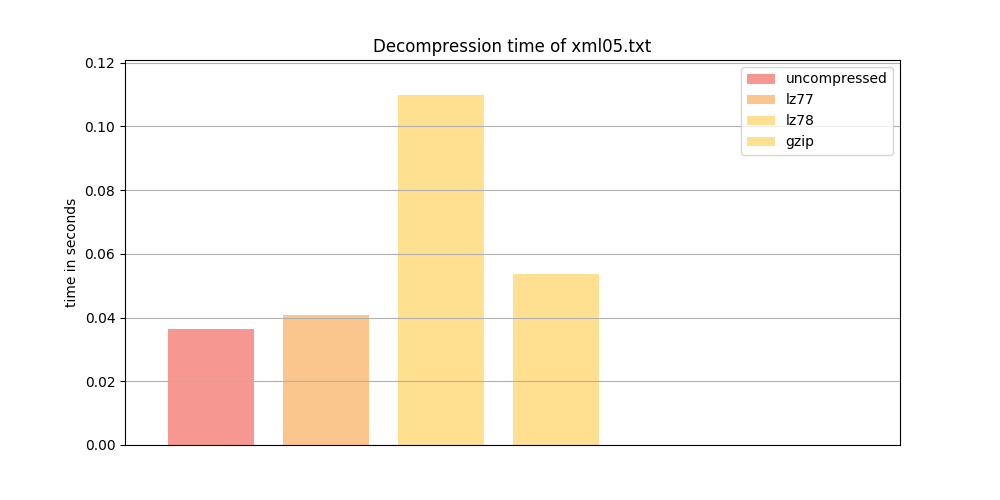 Decompression time of xml05.txt
0.12
0.10
0.08
0.06
0.04
0.02
0.00
time in seconds
uncompressed
lz77
lz78
gzip